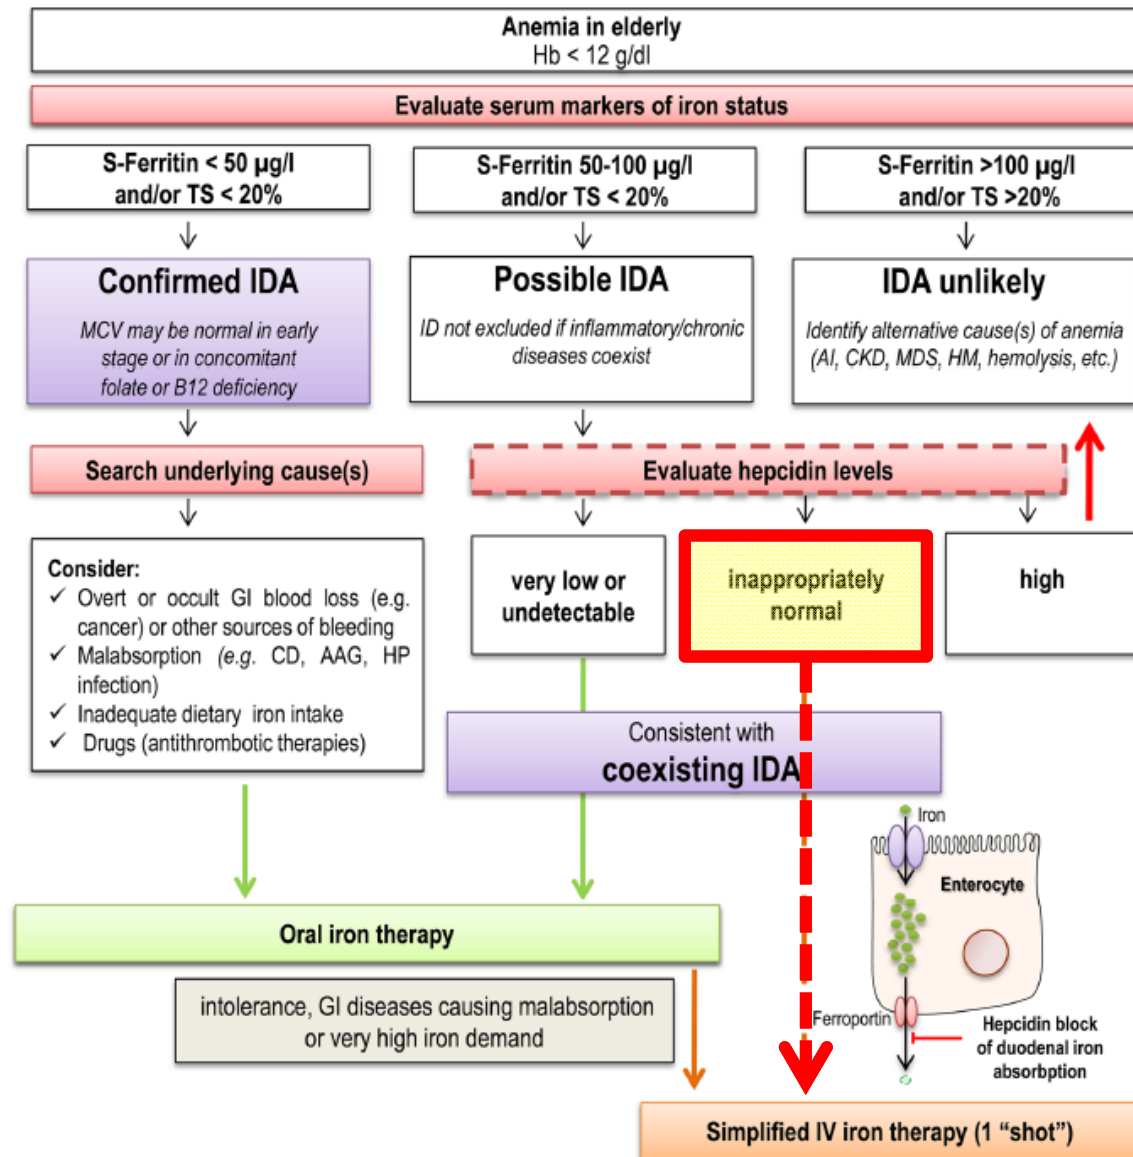 Anemia in elderly
Hb < 12 g/dl
Evaluate serum markers of iron status
S-Ferritin < 50 µg/l
and/or TS < 20%
S-Ferritin 50-100 µg/l
and/or TS < 20%
S-Ferritin >100 µg/l
and/or TS >20%
Confirmed IDA
MCV may be normal in early
stage or in concomitant
folate or B12 deficiency
Possible IDA
ID not excluded if inflammatory/chronic
diseases coexist
IDA unlikely
Identify alternative cause(s) of anemia
(AI, CKD, MDS, HM, hemolysis, etc.)
Search underlying cause(s)
Evaluate hepcidin levels
Consider:
✓ Overt or occult GI blood loss (e.g.
cancer) or other sources of bleeding
✓ Malabsorption (e.g. CD, AAG, HP
infection)
✓ Inadequate dietary iron intake
✓ Drugs (antithrombotic therapies)
very low or
undetectable
inappropriately
normal
high
Consistent with
coexisting IDA
Iron
Enterocyte
Ferroportin
Hepcidin block
of duodenal iron
absorbption
Oral iron therapy
intolerance, GI diseases causing malabsorption
or very high iron demand
Simplified IV iron therapy (1 “shot”)